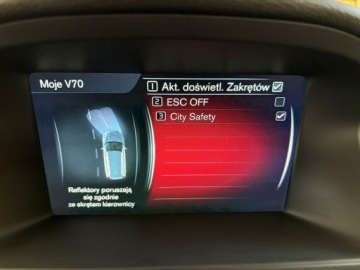 Moje V70
1 Akt. doświetl. Zakrętów
2 ESC OFF
3 City Safety
Reflektory poruszają
się zgodnie
ze skrętem kierownicy